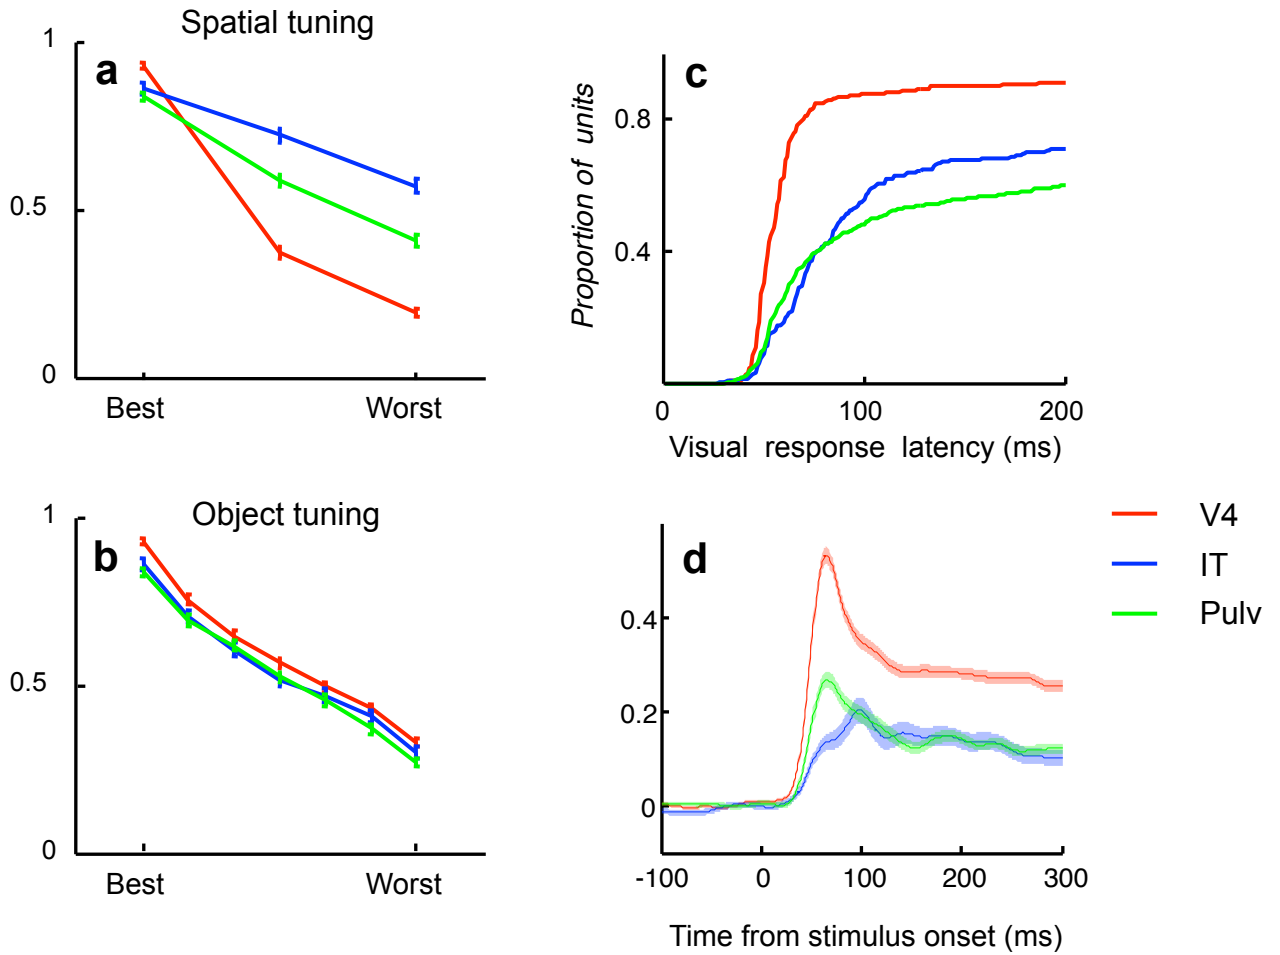 Spatial tuning
a
1
0.5
0
Best Worst
c
Proportion of units
0.8
0.4
0 100 200
Visual response latency (ms)
Object tuning
b
1
0.5
0
Best Worst
d
0.4
0.2
0
-100 0 100 200 300
Time from stimulus onset (ms)
V4
IT
Pulv